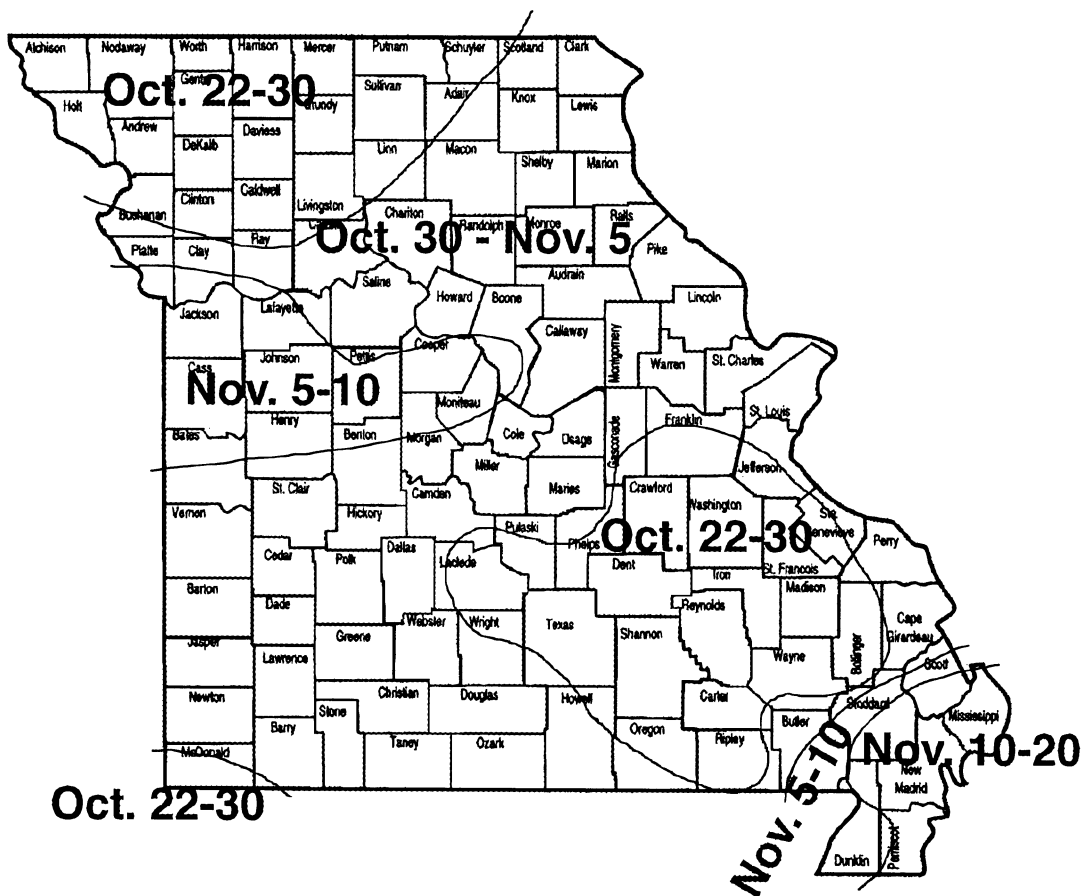 Atchison Nodaway Worth Harrison Mercer Putnam Schuyler Scotland Clark
Gentry
Sullivan
Oct. 22-30
Adair Knox
Holt Grundy Lewis
Andrew Daviess
DeKalb Linn Macon
Shelby Marion
Caldwell
Clinton
Livingston
Buchanan Chariton Ralls
Carroll Randolph Monroe
Oct. 30 - Nov. 5
Ray
Platte Clay Pike
Audrain
Saline
Howard Boone Lincoln
Jackson Lafayette
Callaway
Montgomery
Cooper
Johnson Pettis St. Charles
Cass Warren
Nov. 5-10
Moniteau
St. Louis
Henry Franklin
Bates Benton Morgan Cole Osage
Gasconade
Miller Jefferson
St. Clair Camden Maries Crawford
Washington
Vernon Hickory Ste.
Genevieve
Pulaski
Oct. 22-30
Phelps Perry
Cedar Polk Dallas Laclede Dent
St. Francois
Iron
Barton Madison
Dade Reynolds
Webster Wright Texas Cape
Girardeau
Greene Shannon
Jasper
Bollinger
Lawrence Wayne
Scott
Newton Christian Douglas Howell Carter
Stoddard
Stone Mississippi
Barry Oregon Butler
Taney Ozark Ripley
McDonald
Nov. 10-20
New
Madrid
Oct. 22-30
Nov. 5-10
Dunklin Pemiscot